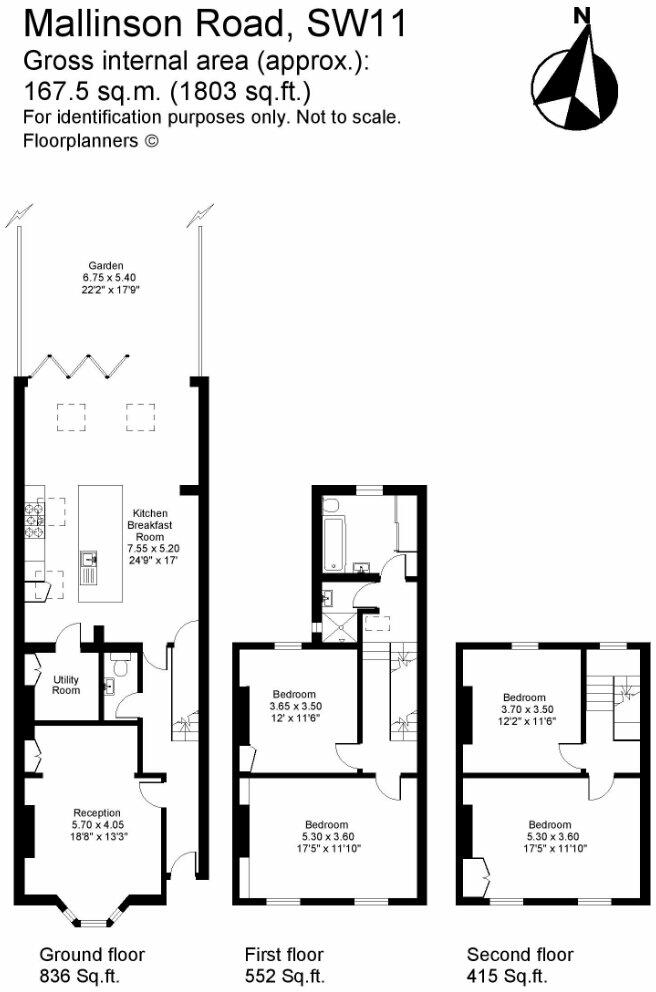 Mallinson Road, SW11
Gross internal area (approx.):
167.5 sq.m. (1803 sq.ft.)
For identification purposes only. Not to scale.
Floorplanners ©
N
Garden
6.75 x 5.40
22'2" x 17'9"
Kitchen
Breakfast
Room
7.55 x 5.20
24'9" x 17'
Utility
Room
Reception
5.70 x 4.05
18'8" x 13'3"
Bedroom
3.65 x 3.50
12' x 11'6"
Bedroom
5.30 x 3.60
17'5" x 11'10"
Bedroom
3.70 x 3.50
12'2" x 11'6"
Bedroom
5.30 x 3.60
17'5" x 11'10"
Ground floor
836 Sq.ft.
First floor
552 Sq.ft.
Second floor
415 Sq.ft.